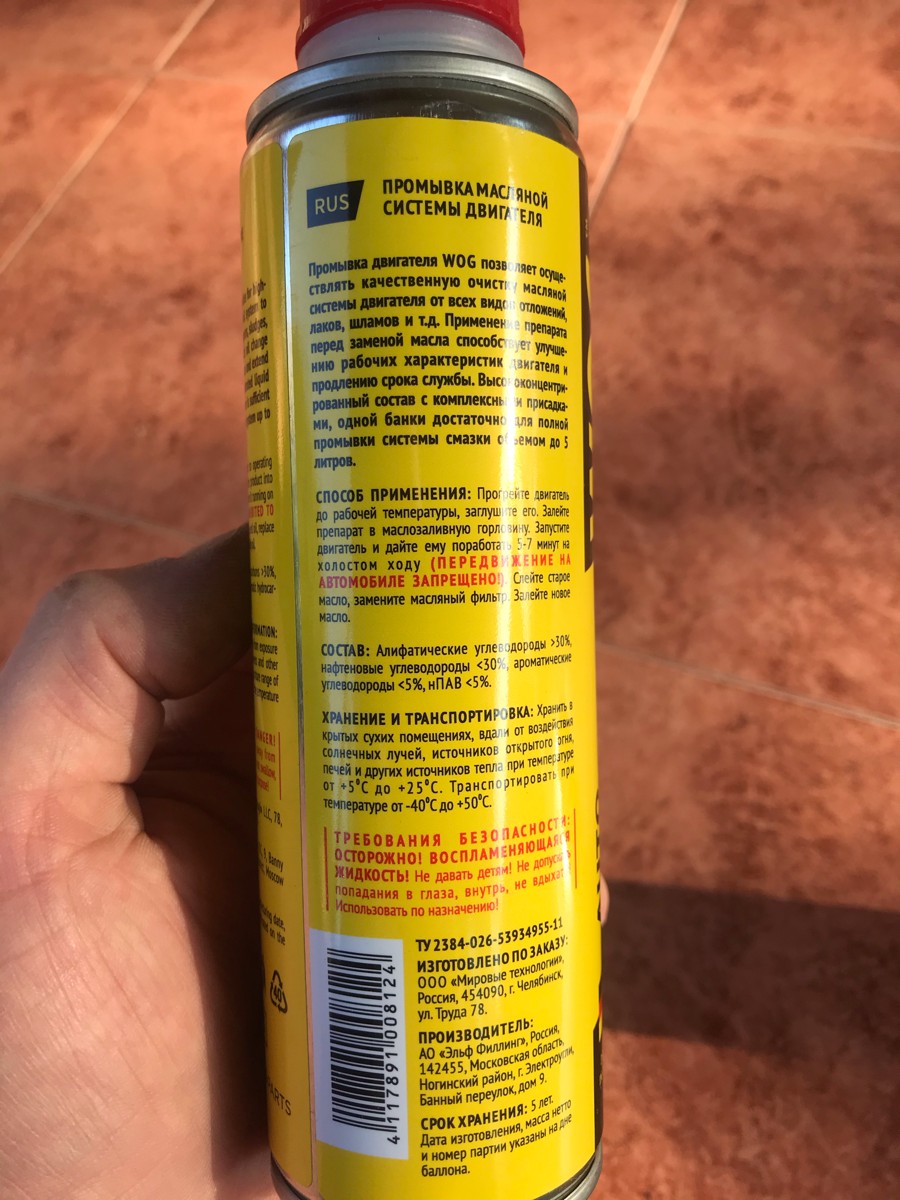 RUS
ПРОМЫВКА МАСЛЯНОЙ
СИСТЕМЫ ДВИГАТЕЛЯ
Промывка двигателя WOG позволяет осуще-
ствлять качественную очистку масляной
системы двигателя от всех видов отложений,
лаков, шламов и т.д. Применение препарата
перед заменой масла способствует улучше-
нию рабочих характеристик двигателя и
продлению срока службы. Высококонцентри-
рованный состав с комплексными присадка-
ми, одной банки достаточно для полной
промывки системы смазки объемом до 5
литров.
СПОСОБ ПРИМЕНЕНИЯ: Прогрейте двигатель
до рабочей температуры, заглушите его. Залейте
препарат в маслозаливную горловину. Запустите
двигатель и дайте ему поработать 5-7 минут на
холостом ходу (ПЕРЕДВИЖЕНИЕ НА
АВТОМОБИЛЕ ЗАПРЕЩЕНО!). Слейте старое
масло, замените масляный фильтр. Залейте новое
масло.
СОСТАВ: Алифатические углеводороды >30%,
нафтеновые углеводороды <30%, ароматические
углеводороды <5%, нПАВ <5%.
ХРАНЕНИЕ И ТРАНСПОРТИРОВКА: Хранить в
крытых сухих помещениях, вдали от воздействия
солнечных лучей, источников открытого огня,
печей и других источников тепла при температуре
от +5°С до +25°С. Транспортировать при
температуре от -40°С до +50°С.
ТРЕБОВАНИЯ БЕЗОПАСНОСТИ:
ОСТОРОЖНО! ВОСПЛАМЕНЯЮЩАЯСЯ
ЖИДКОСТЬ! Не давать детям! Не допускать
попадания в глаза, внутрь, не вдыхать.
Использовать по назначению!
ТУ 2384-026-53934955-11
ИЗГОТОВЛЕНО ПО ЗАКАЗУ:
ООО «Мировые технологии»,
Россия, 454090, г. Челябинск,
ул. Труда 78.
ПРОИЗВОДИТЕЛЬ:
АО «Эльф Филлинг», Россия,
142455, Московская область,
Ногинский район, г. Электроугли,
Банный переулок, дом 9.
СРОК ХРАНЕНИЯ: 5 лет.
Дата изготовления, масса нетто
и номер партии указаны на дне
баллона.
4 117891 008124